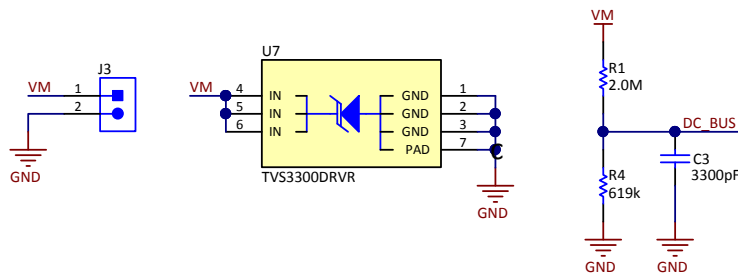 J3
VM
1
2
GND
U7
VM
4
IN
GND
1
5
IN
GND
2
6
IN
GND
3
PAD
7
TVS3300DRVR
GND
VM
R1
2.0M
DC_BUS
R4
619k
C3
3300pF
GND
GND